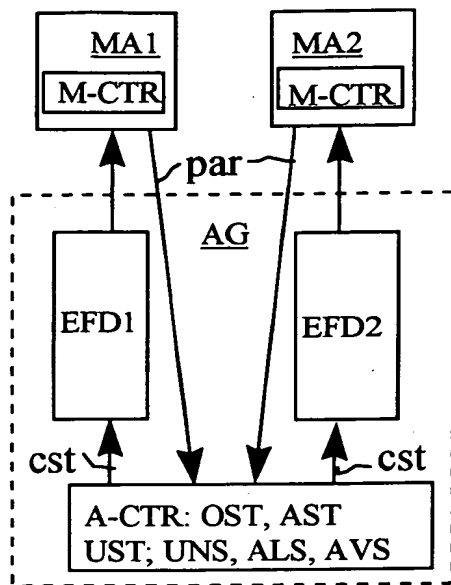 MA1
MA2
M-CTR
M-CTR
par
AG
EFD1
EFD2
cst
cst
A-CTR: OST, AST
UST; UNS, ALS, AVS